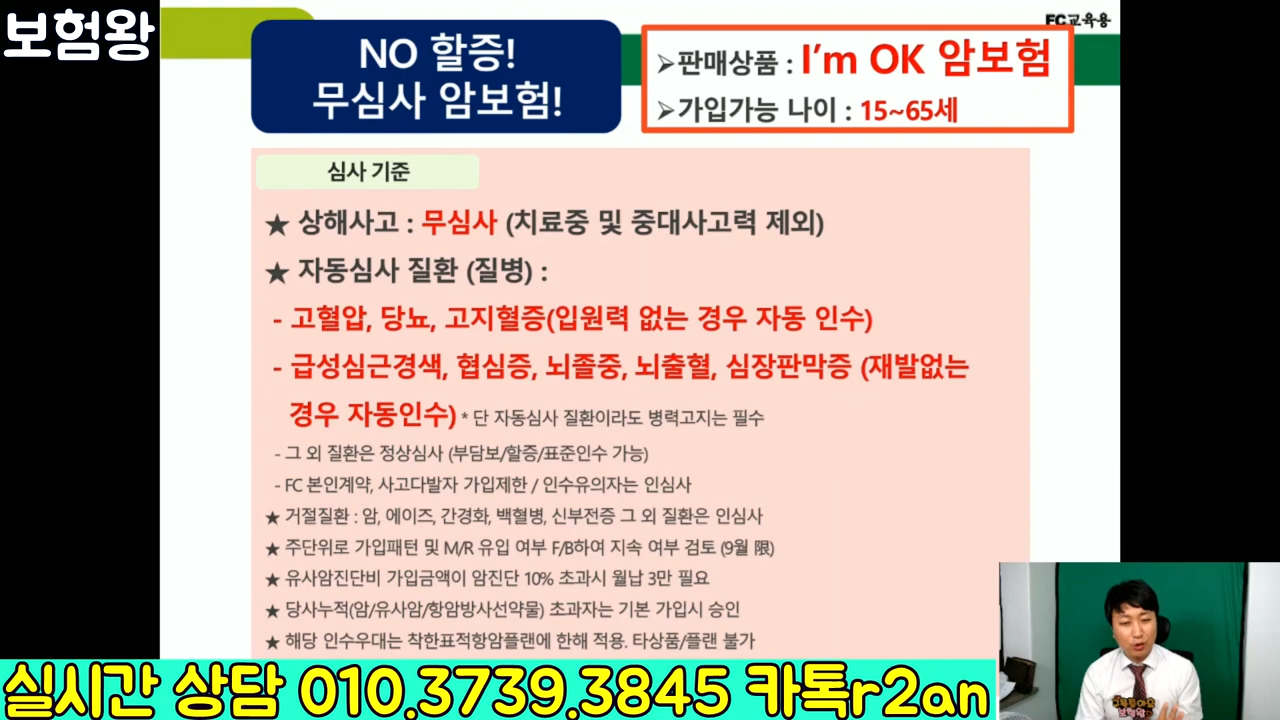 보험왕
FC교육용
NO 할증!
무심사 암보험!
➢판매상품 : I’m OK 암보험
➢가입가능 나이 : 15~65세
심사 기준
★ 상해사고 : 무심사 (치료중 및 중대사고력 제외)
★ 자동심사 질환 (질병) :
- 고혈압, 당뇨, 고지혈증(입원력 없는 경우 자동 인수)
- 급성심근경색, 협심증, 뇌졸중, 뇌출혈, 심장판막증 (재발없는
경우 자동인수) * 단 자동심사 질환이라도 병력고지는 필수
- 그 외 질환은 정상심사 (부담보/할증/표준인수 가능)
- FC 본인계약, 사고다발자 가입제한 / 인수유의자는 인심사
★ 거절질환 : 암, 에이즈, 간경화, 백혈병, 신부전증 그 외 질환은 인심사
★ 주단위로 가입패턴 및 M/R 유입 여부 F/B하여 지속 여부 검토 (9월 限)
★ 유사암진단비 가입금액이 암진단 10% 초과시 월납 3만 필요
★ 당사누적(암/유사암/항암방사선약물) 초과자는 기본 가입시 승인
★ 해당 인수우대는 착한표적항암플랜에 한해 적용. 타상품/플랜 불가
실시간 상담 010.3739.3845 카톡r2an